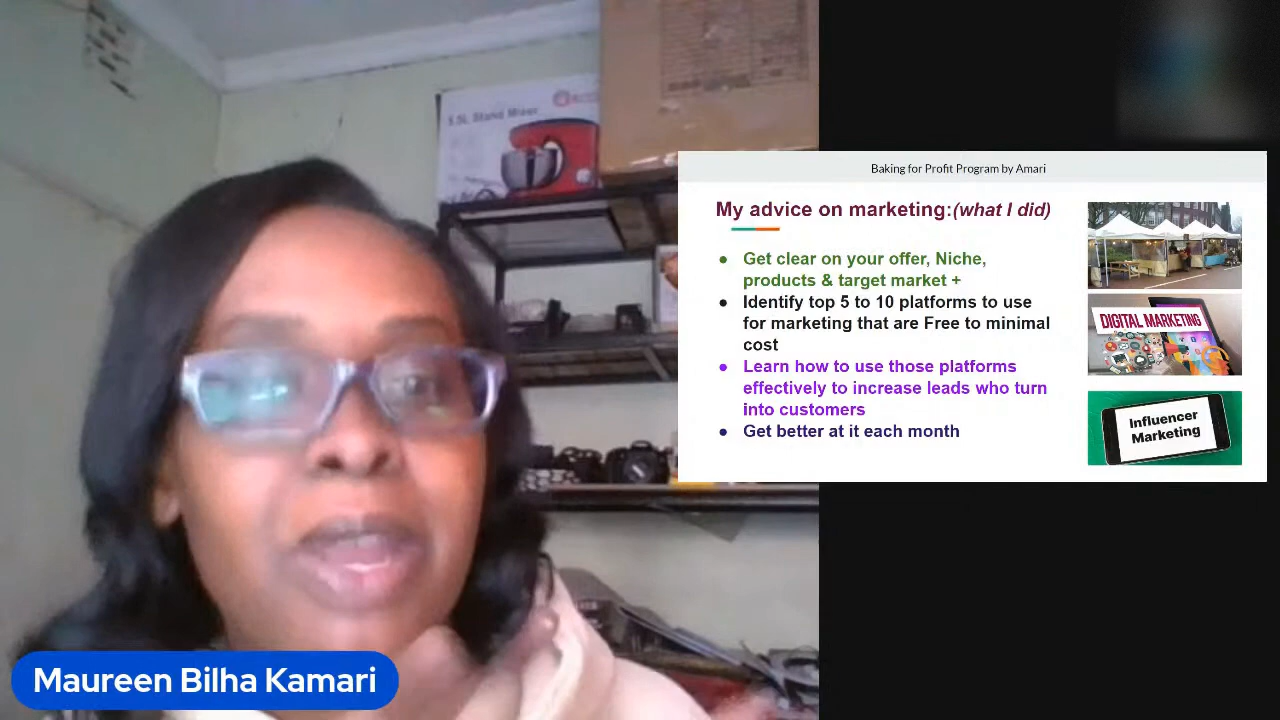 5.5L Stand Mixer
Baking for Profit Program by Amari
My advice on marketing:(what I did)
● Get clear on your offer, Niche,
products & target market +
● Identify top 5 to 10 platforms to use
for marketing that are Free to minimal
cost
● Learn how to use those platforms
effectively to increase leads who turn
into customers
● Get better at it each month
DIGITAL MARKETING
Influencer
Marketing
Maureen Bilha Kamari